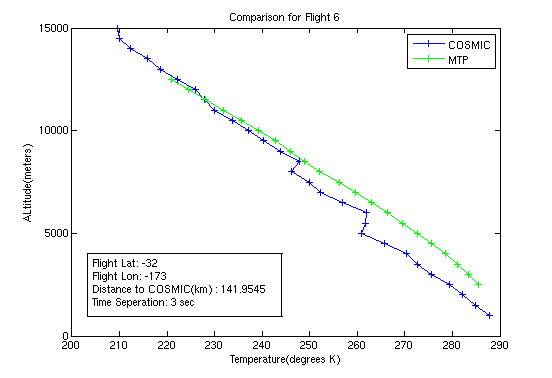 Comparison for Flight 6
15000
10000
5000
0
ALtitude(meters)
COSMIC
MTP
Flight Lat: -32
Flight Lon: -173
Distance to COSMIC(km) : 141.9545
Time Seperation: 3 sec
200 210 220 230 240 250 260 270 280 290
Temperature(degrees K)